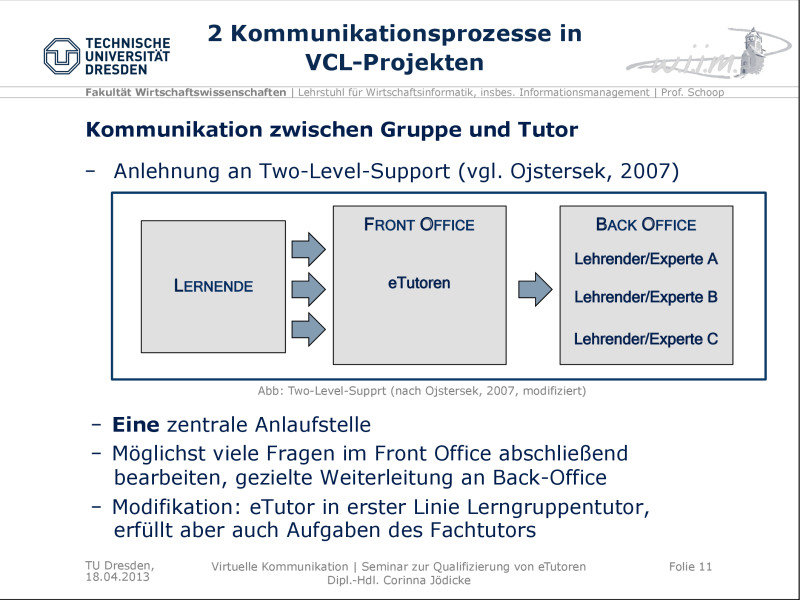 2 Kommunikationsprozesse in
VCL-Projekten
TECHNISCHE
UNIVERSITÄT
DRESDEN
w.i.i.m.
Fakultät Wirtschaftswissenschaften | Lehrstuhl für Wirtschaftsinformatik, insbes. Informationsmanagement | Prof. Schoop
Kommunikation zwischen Gruppe und Tutor
– Anlehnung an Two-Level-Support (vgl. Ojstersek, 2007)
LERNENDE
FRONT OFFICE
eTutoren
BACK OFFICE
Lehrender/Experte A
Lehrender/Experte B
Lehrender/Experte C
Abb: Two-Level-Supprt (nach Ojstersek, 2007, modifiziert)
– Eine zentrale Anlaufstelle
– Möglichst viele Fragen im Front Office abschließend
bearbeiten, gezielte Weiterleitung an Back-Office
– Modifikation: eTutor in erster Linie Lerngruppentutor,
erfüllt aber auch Aufgaben des Fachtutors
TU Dresden,
18.04.2013
Virtuelle Kommunikation | Seminar zur Qualifizierung von eTutoren
Dipl.-Hdl. Corinna Jödicke
Folie 11